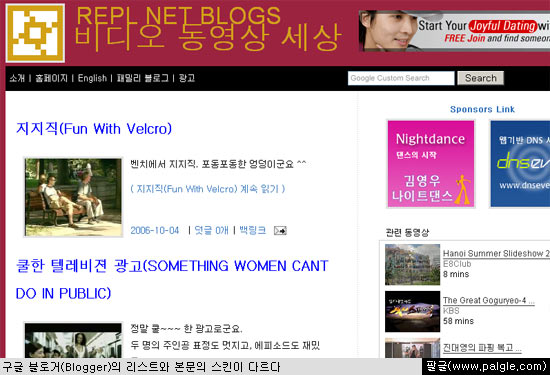 REPL NET BLOGS
비디오 동영상 세상
Start Your Joyful Dating wit
FREE Join and find someone
소개 | 홈페이지 | English | 패밀리 블로그 | 광고
Google Custom Search
Search
지지직(Fun With Velcro)
벤치에서 지지직. 포동포동한 엉덩이군요 ^^
( 지지직(Fun With Velcro) 계속 읽기 )
2006-10-04 | 댓글 0개 | 백링크
쿨한 텔레비젼 광고(SOMETHING WOMEN CANT
DO IN PUBLIC)
정말 쿨~~~ 한 광고로군요.
두 명의 주인공 표정도 멋지고, 에피소드도 재밌
Sponsors Link
Nightdance
댄스의 시작
김영우
나이트댄스
웹기반 DNS
dnsev
www.dnseve
관련 동영상
Hanoi Summer Slideshow 2
E8Club
8 mins
The Great Goguryeo-4 ...
KBS
58 mins
진대영의 파핑 복고 ...
구글 블로거(Blogger)의 리스트와 본문의 스킨이 다르다
팔글(www.palgle.com)